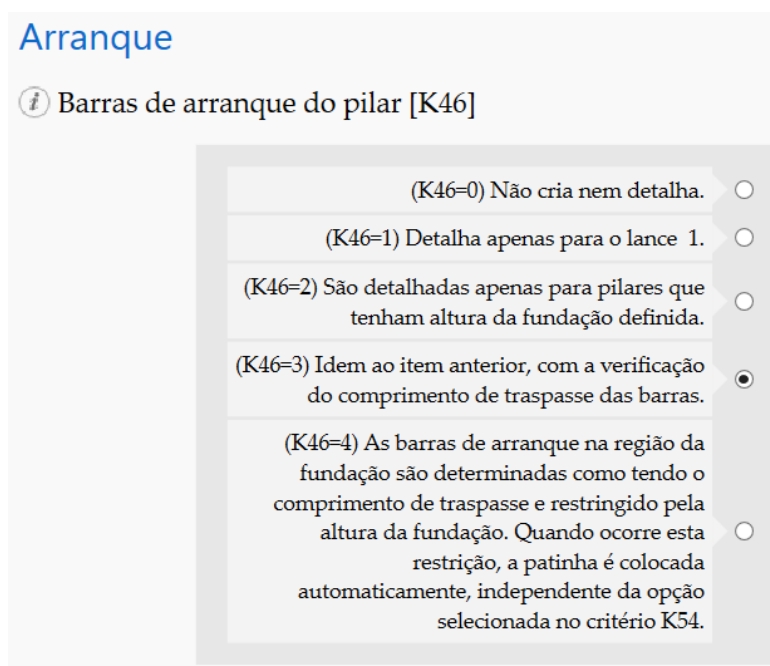 Arranque
i Barras de arranque do pilar [K46]
(K46=0) Não cria nem detalha.
(K46=1) Detalha apenas para o lance 1.
(K46=2) São detalhadas apenas para pilares que
tenham altura da fundação definida.
(K46=3) Idem ao item anterior, com a verificação
do comprimento de traspasse das barras.
(K46=4) As barras de arranque na região da
fundação são determinadas como tendo o
comprimento de traspasse e restringido pela
altura da fundação. Quando ocorre esta
restrição, a patinha é colocada
automaticamente, independente da opção
selecionada no critério K54.